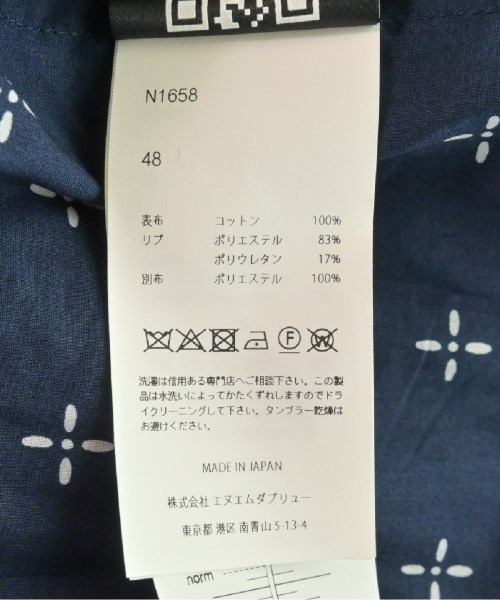 N1658
48
表布 コットン 100%
リブ ポリエステル 83%
ポリウレタン 17%
別布 ポリエステル 100%
F W
洗濯は信用ある専門店へご相談下さい。この製
品は水洗いによってかたくずれしますのでドラ
イクリーニングして下さい。タンブラー乾燥は
お避けください。
MADE IN JAPAN
株式会社 エヌエムダブリュー
東京都 港区 南青山 5-13-4
norm